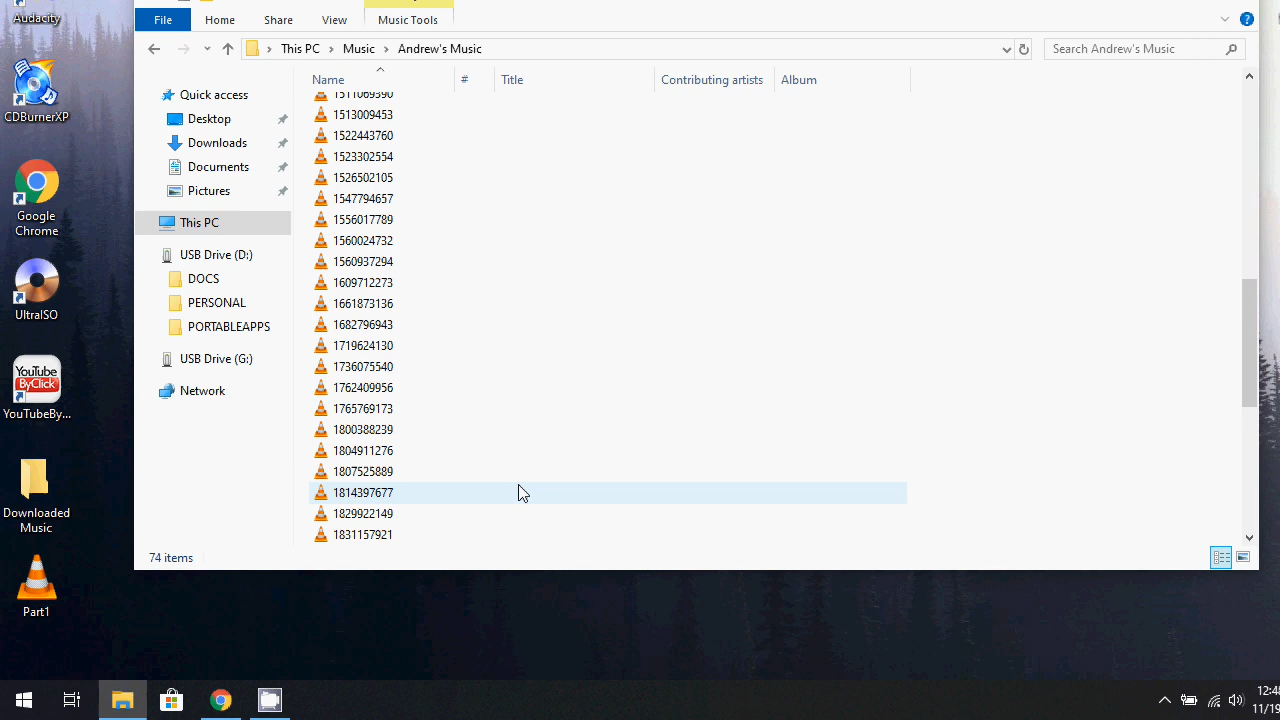 Audacity
File
Home
Share
View
Music Tools
This PC
Music
Andrew's Music
Search Andrew's Music
Name
#
Title
Contributing artists
Album
CDBurnerXP
Google
Chrome
UltraISO
YouTube
ByClick
YouTubeBy...
Downloaded
Music
Part1
Quick access
Desktop
Downloads
Documents
Pictures
This PC
USB Drive (D:)
DOCS
PERSONAL
PORTABLEAPPS
USB Drive (G:)
Network
1511069390
1513009453
1522443760
1523302554
1526502105
1547794657
1556017789
1560024732
1560937294
1609712273
1661873136
1682796943
1719624130
1736075540
1762409956
1765769173
1800388239
1804911276
1807525889
1814397677
1829922149
1831157921
74 items
12:48
11/19